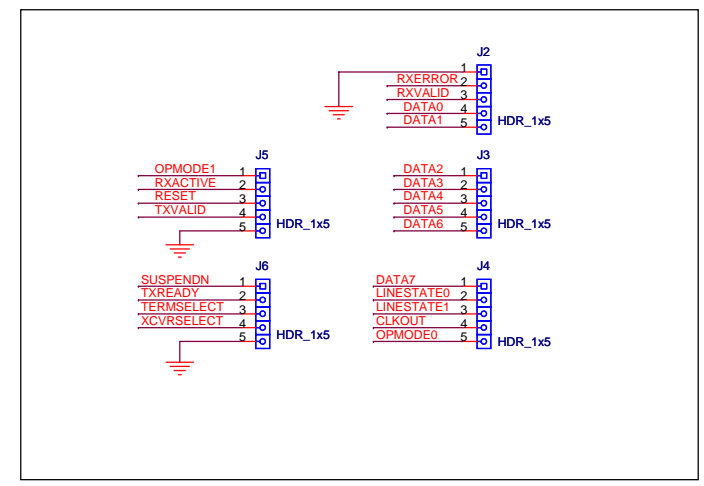 J2
1
RXERROR 2
RXVALID 3
DATA0 4
DATA1 5
HDR_1x5
J5
OPMODE1 1
RXACTIVE 2
RESET 3
TXVALID 4
5
HDR_1x5
J3
DATA2 1
DATA3 2
DATA4 3
DATA5 4
DATA6 5
HDR_1x5
J6
SUSPENDN 1
TXREADY 2
TERMSELECT 3
XCVRSELECT 4
5
HDR_1x5
J4
DATA7 1
LINESTATE0 2
LINESTATE1 3
CLKOUT 4
OPMODE0 5
HDR_1x5